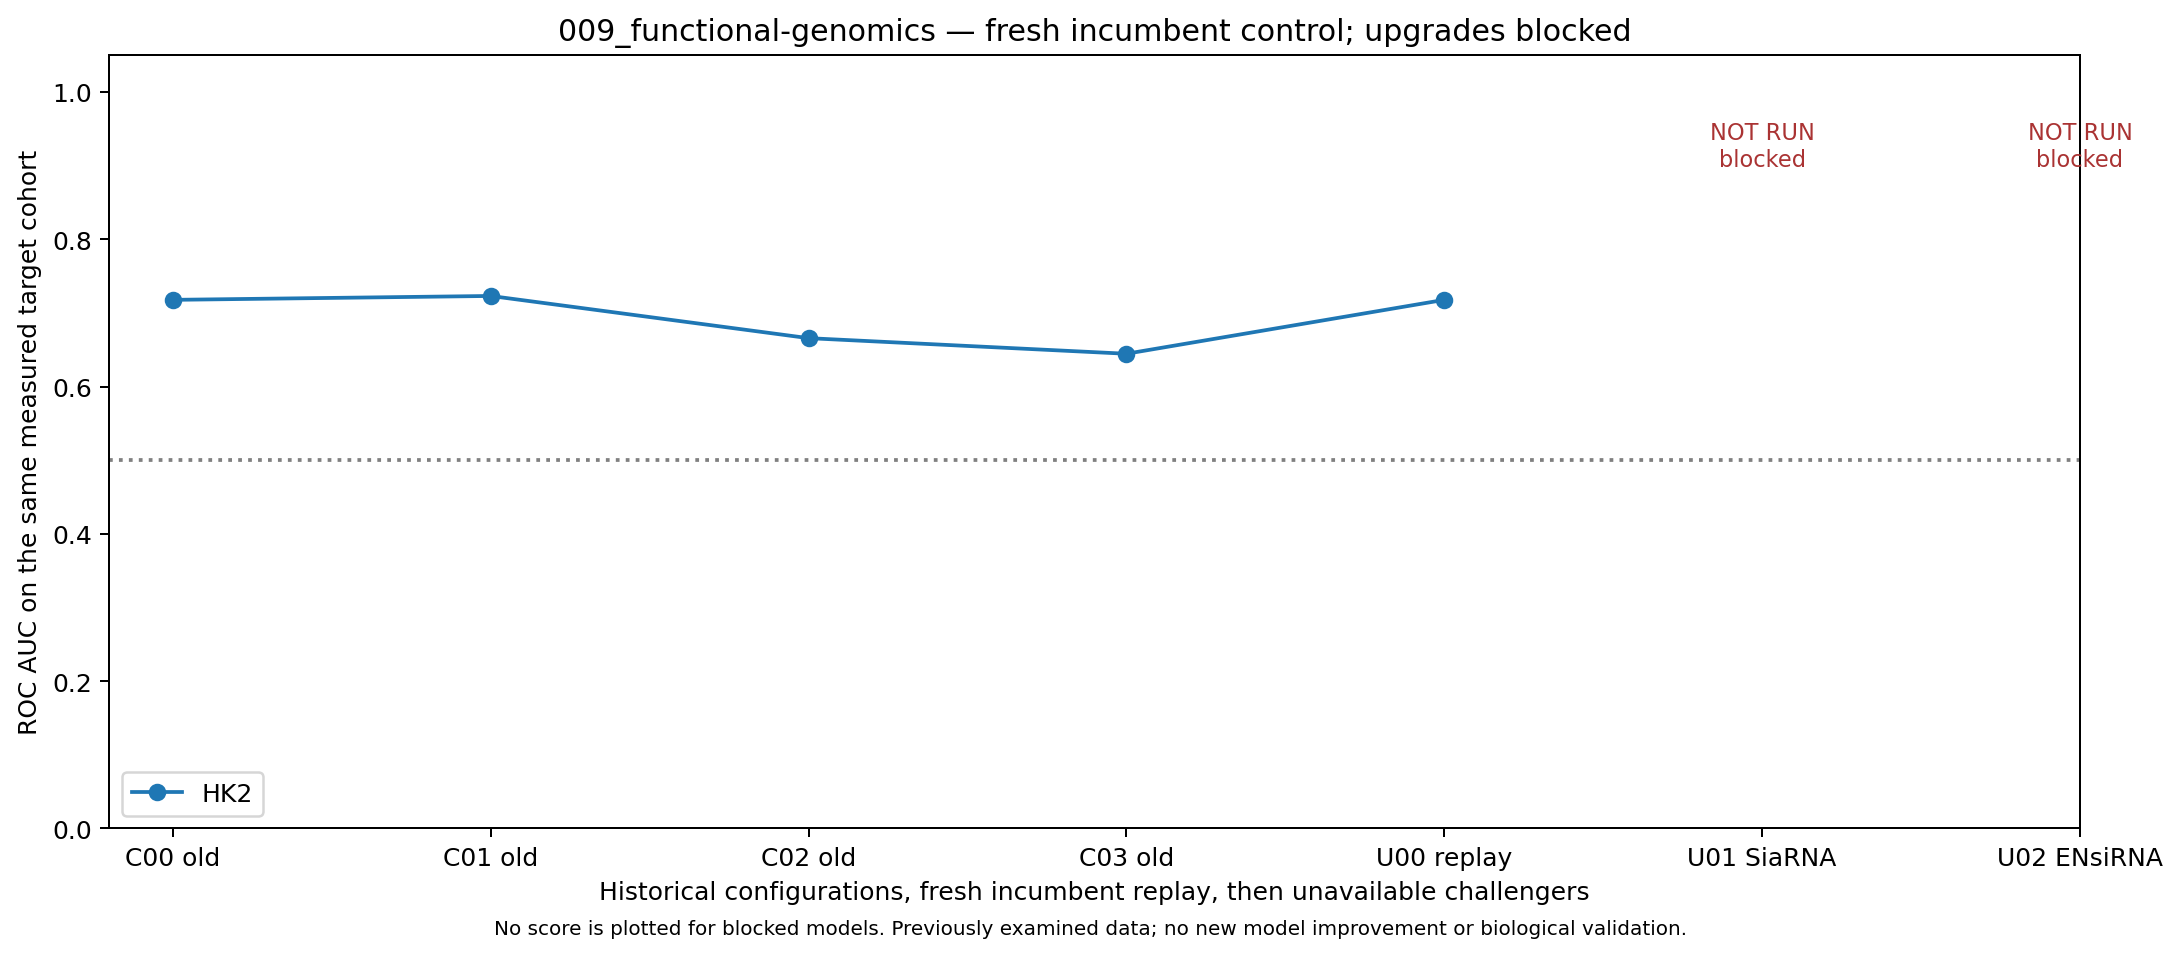 009_functional-genomics — fresh incumbent control; upgrades blocked
ROC AUC on the same measured target cohort
1.0
0.8
0.6
0.4
0.2
0.0
NOT RUN
blocked
NOT RUN
blocked
HK2
C00 old
C01 old
C02 old
C03 old
U00 replay
U01 SiaRNA
U02 ENsiRNA
Historical configurations, fresh incumbent replay, then unavailable challengers
No score is plotted for blocked models. Previously examined data; no new model improvement or biological validation.